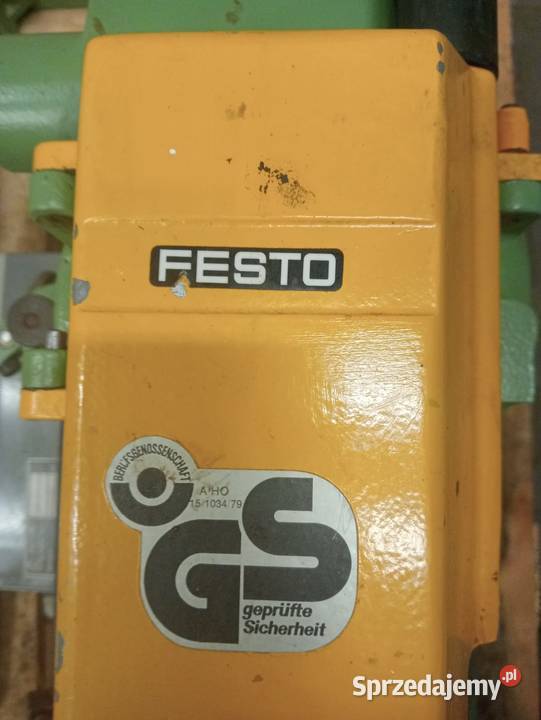 FESTO
BERUFSGENOSSENSCHAFT
A/HO
15/1034/79
GS
geprüfte
Sicherheit
Sprzedajemy.pl